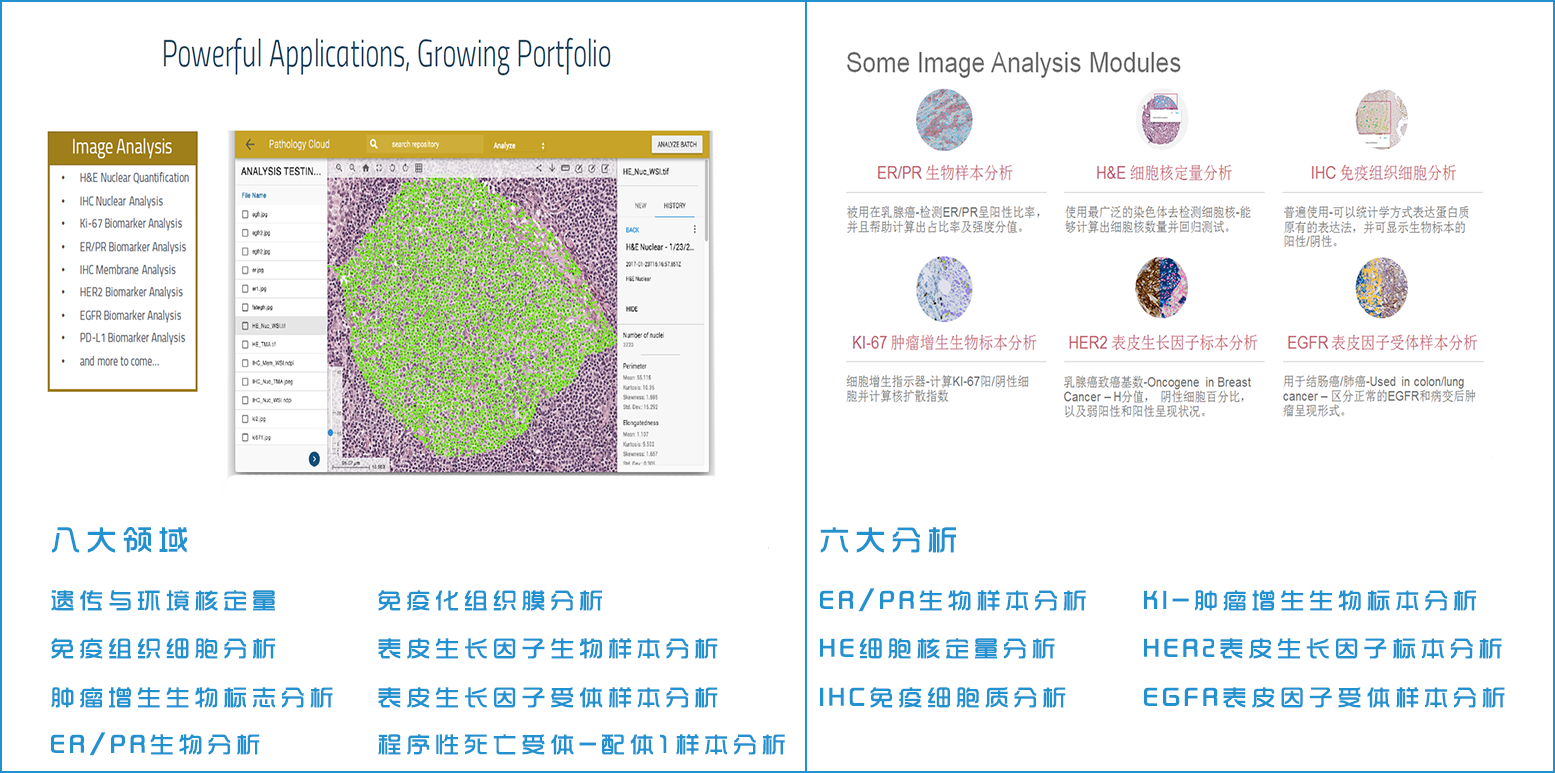 Powerful Applications, Growing Portfolio
Image Analysis
• H&E Nuclear Quantification
• IHC Nuclear Analysis
• Ki-67 Biomarker Analysis
• ER/PR Biomarker Analysis
• IHC Membrane Analysis
• HER2 Biomarker Analysis
• EGFR Biomarker Analysis
• PD-L1 Biomarker Analysis
• and more to come...
Pathology Cloud
search repository
Analyze
ANALYZE BATCH
ANALYSIS TESTIN...
File Name
egfr.jpg
egfr2.jpg
egfr3.jpg
er.jpg
er1.jpg
HE_Nuc_WSI.tif
HE_TMA.tif
IHC_Mem_WSI.ndpi
IHC_Nuc_TMA.jpeg
IHC_Nuc_WSI.ndpi
ki2.jpg
ki671.jpg
HE_Nuc_WSI.tif
NEW
HISTORY
BACK
H&E Nuclear - 1/23/2...
H&E Nuclear
HIDE
Number of nuclei
Perimeter
Mean: 55.116
Kurtosis: 10.26
Skewness: 1.695
Std. Dev.: 15.293
Elongatedness
Mean: 1.107
Kurtosis: 5.502
Skewness: 1.667
八大领域
遗传与环境核定量
免疫组织细胞分析
肿瘤增生生物标志分析
ER/PR生物分析
免疫化组织膜分析
表皮生长因子生物样本分析
表皮生长因子受体样本分析
程序性死亡受体-配体1样本分析
Some Image Analysis Modules
ER/PR 生物样本分析
被用在乳腺癌-检测ER/PR呈阳性比率，
并且帮助计算出占比率及强度分值。
H&E 细胞核定量分析
使用最广泛的染色体去检测细胞核-能
够计算出细胞核数量并回归测试。
IHC 免疫组织细胞分析
普遍使用-可以统计学方式表达蛋白质
原有的表达法，并可显示生物标本的
阳性/阴性。
KI-67 肿瘤增生生物标本分析
细胞增生指示器-计算KI-67阳/阴性细
胞并计算核扩散指数
HER2 表皮生长因子标本分析
乳腺癌致癌基数-Oncogene in Breast
Cancer – H分值， 阴性细胞百分比，
以及弱阳性和阳性呈现状况。
EGFR 表皮因子受体样本分析
用于结肠癌/肺癌-Used in colon/lung
cancer – 区分正常的EGFR和病变后肿
瘤呈现形式。
六大分析
ER/PR生物样本分析
HE细胞核定量分析
IHC免疫细胞质分析
KI-肿瘤增生生物标本分析
HER2表皮生长因子标本分析
EGFR表皮因子受体样本分析